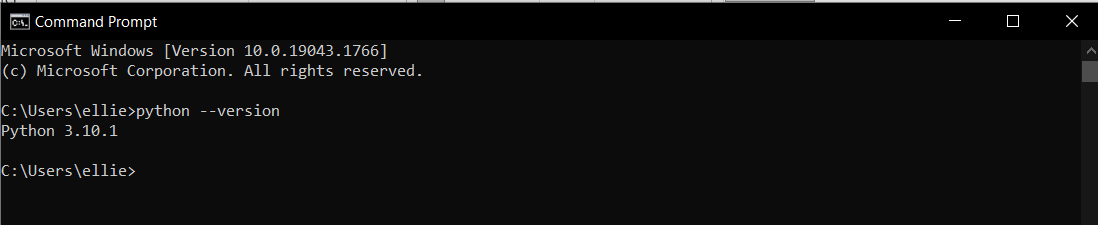 Command Prompt
Microsoft Windows [Version 10.0.19043.1766]
(c) Microsoft Corporation. All rights reserved.
C:\Users\ellie>python --version
Python 3.10.1
C:\Users\ellie>